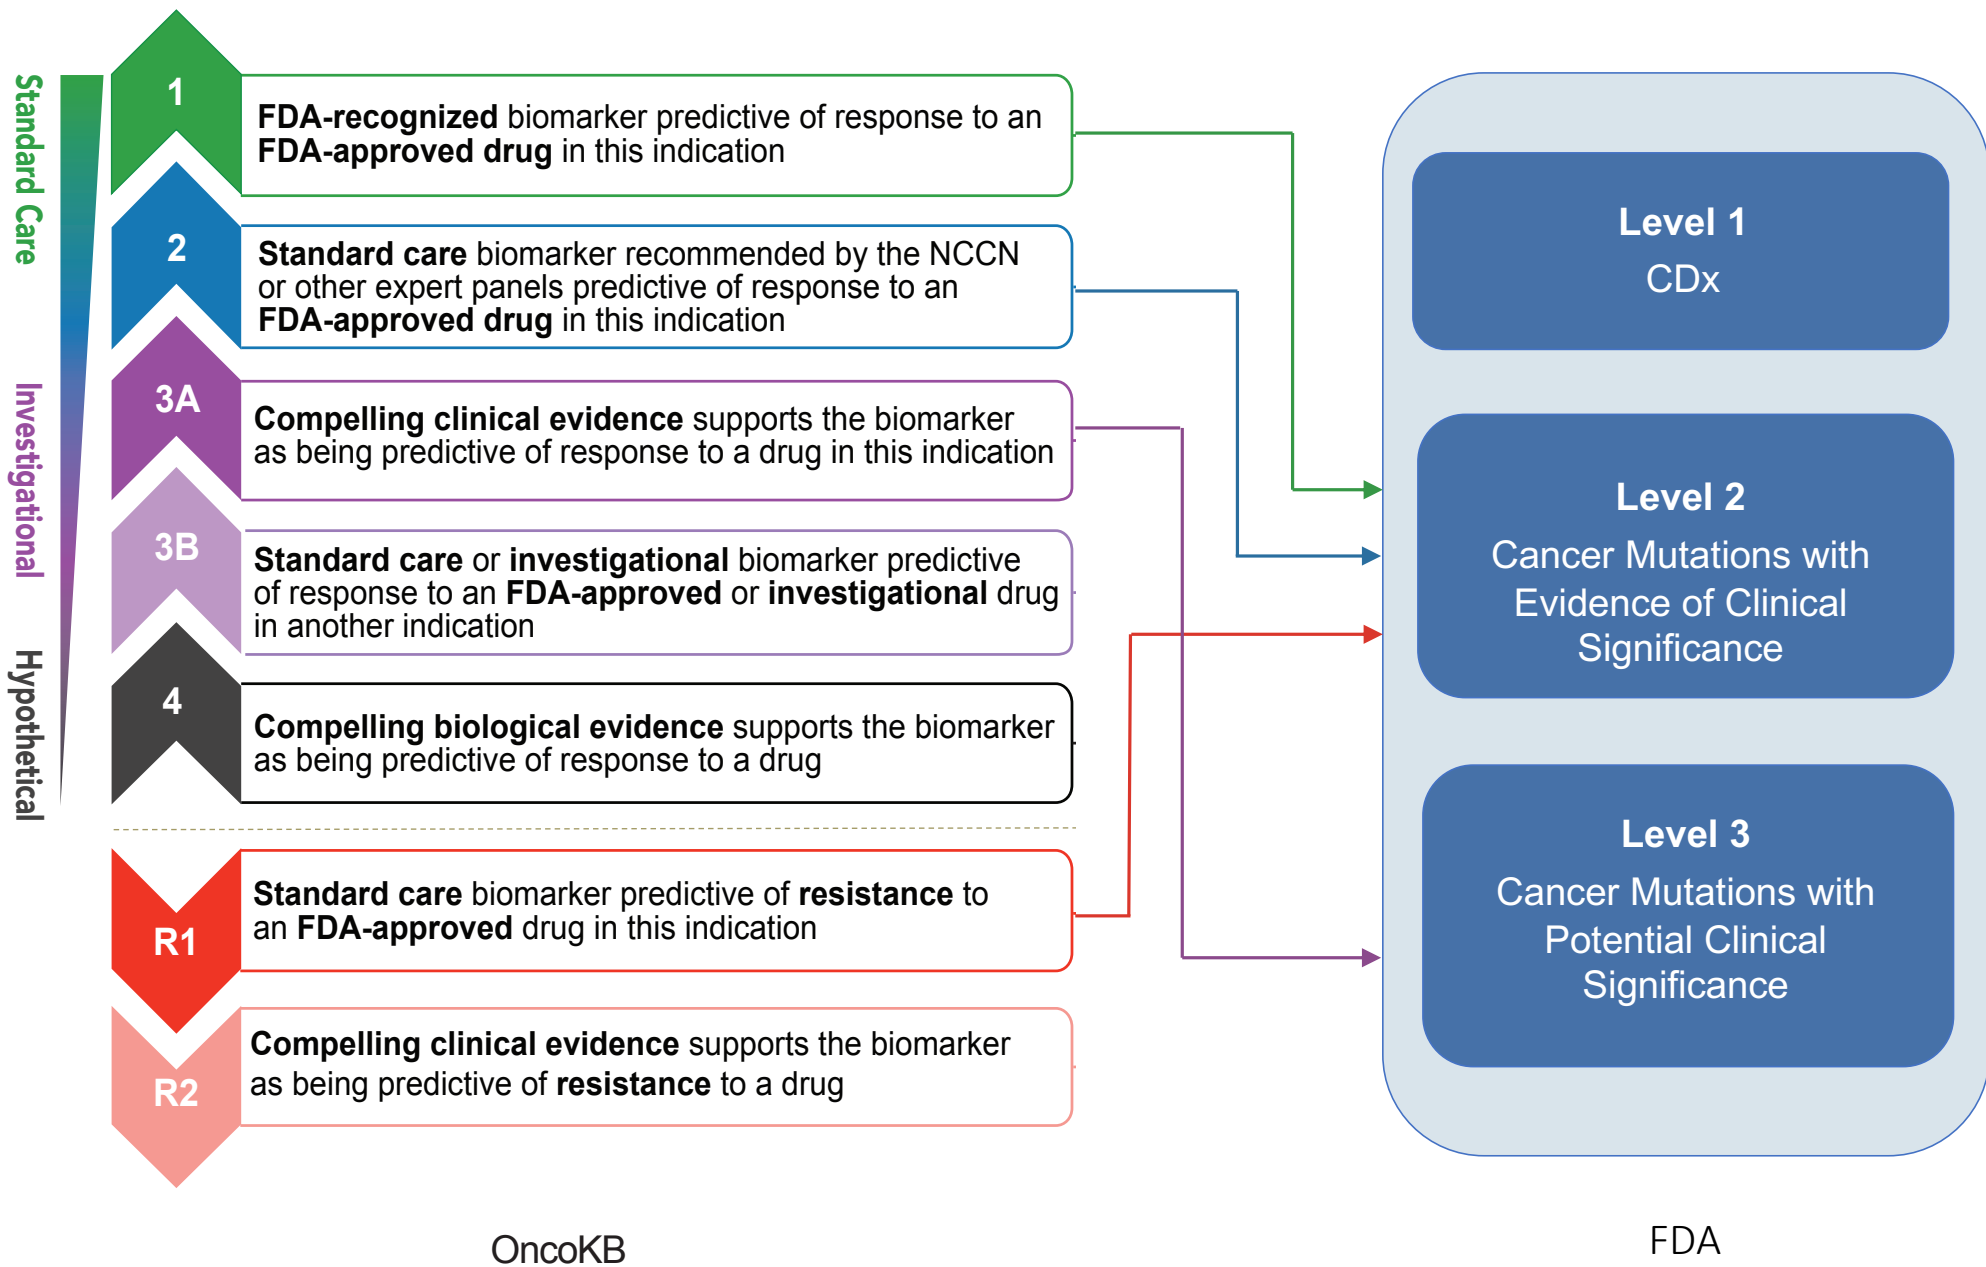 Standard Care
Investigational
Hypothetical
1
FDA-recognized biomarker predictive of response to an
FDA-approved drug in this indication
2
Standard care biomarker recommended by the NCCN
or other expert panels predictive of response to an
FDA-approved drug in this indication
3A
Compelling clinical evidence supports the biomarker
as being predictive of response to a drug in this indication
3B
Standard care or investigational biomarker predictive
of response to an FDA-approved or investigational drug
in another indication
4
Compelling biological evidence supports the biomarker
as being predictive of response to a drug
R1
Standard care biomarker predictive of resistance to
an FDA-approved drug in this indication
R2
Compelling clinical evidence supports the biomarker
as being predictive of resistance to a drug
OncoKB
Level 1
CDx
Level 2
Cancer Mutations with
Evidence of Clinical
Significance
Level 3
Cancer Mutations with
Potential Clinical
Significance
FDA